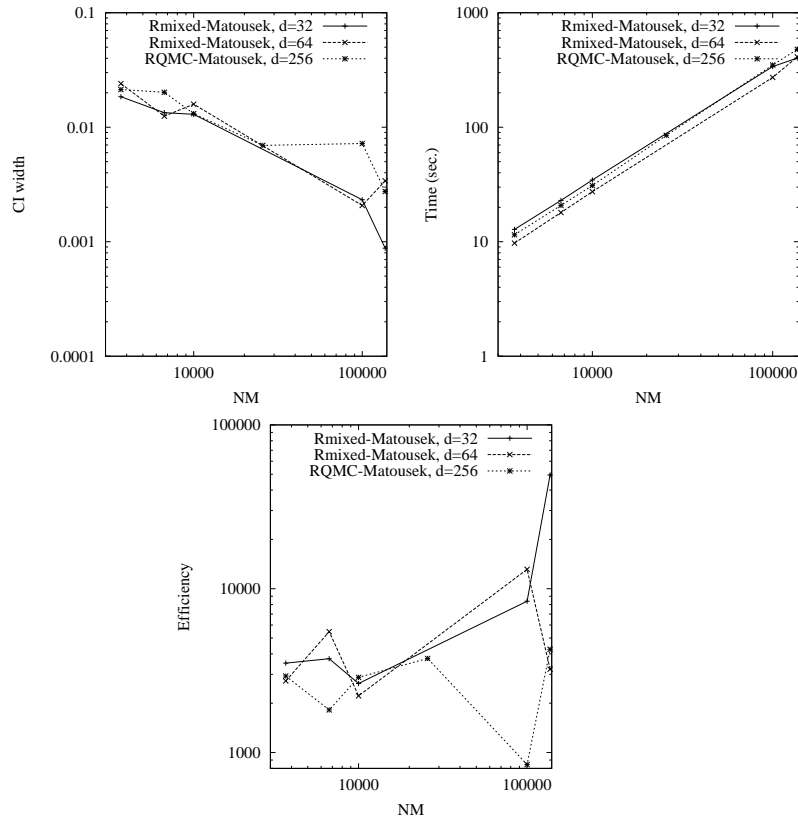 0.1
0.01
0.001
0.0001
CI width
10000
100000
NM
Rmixed-Matousek, d=32
Rmixed-Matousek, d=64
RQMC-Matousek, d=256
1000
100
10
1
Time (sec.)
10000
100000
NM
Rmixed-Matousek, d=32
Rmixed-Matousek, d=64
RQMC-Matousek, d=256
100000
10000
1000
Efficiency
10000
100000
NM
Rmixed-Matousek, d=32
Rmixed-Matousek, d=64
RQMC-Matousek, d=256